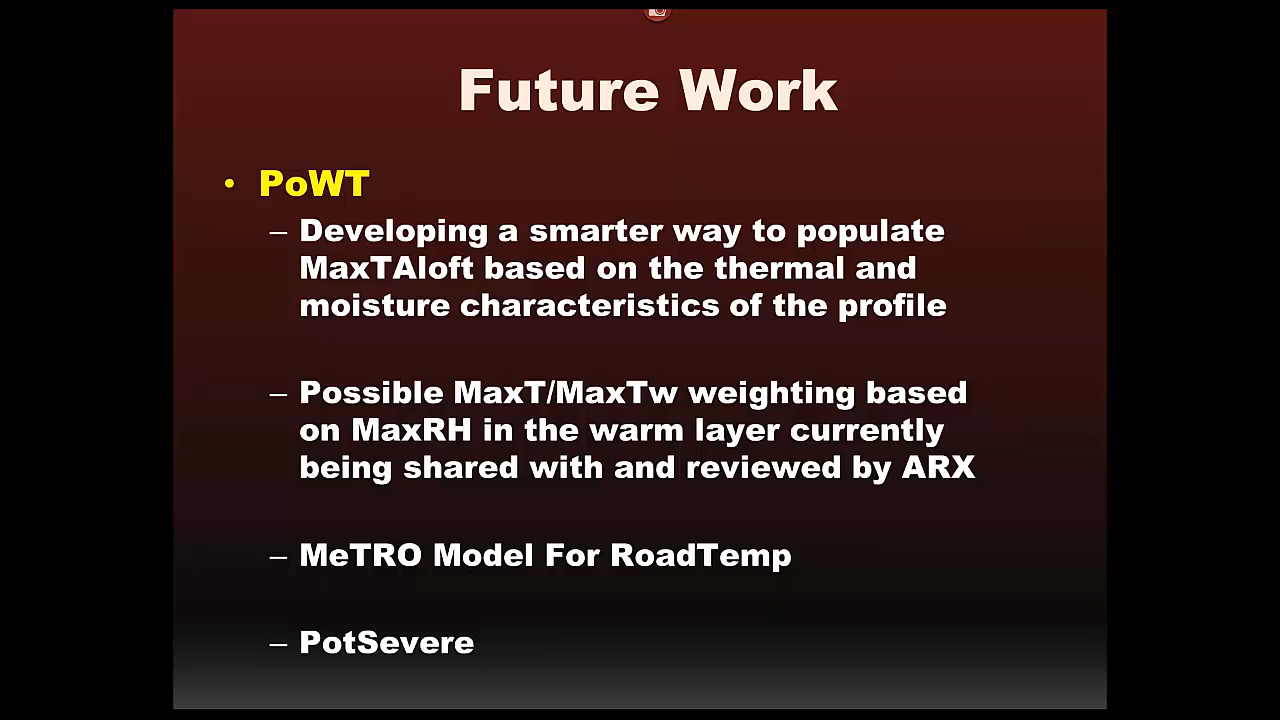 Future Work
• PoWT
– Developing a smarter way to populate
MaxTAloft based on the thermal and
moisture characteristics of the profile
– Possible MaxT/MaxTw weighting based
on MaxRH in the warm layer currently
being shared with and reviewed by ARX
– MeTRO Model For RoadTemp
– PotSevere